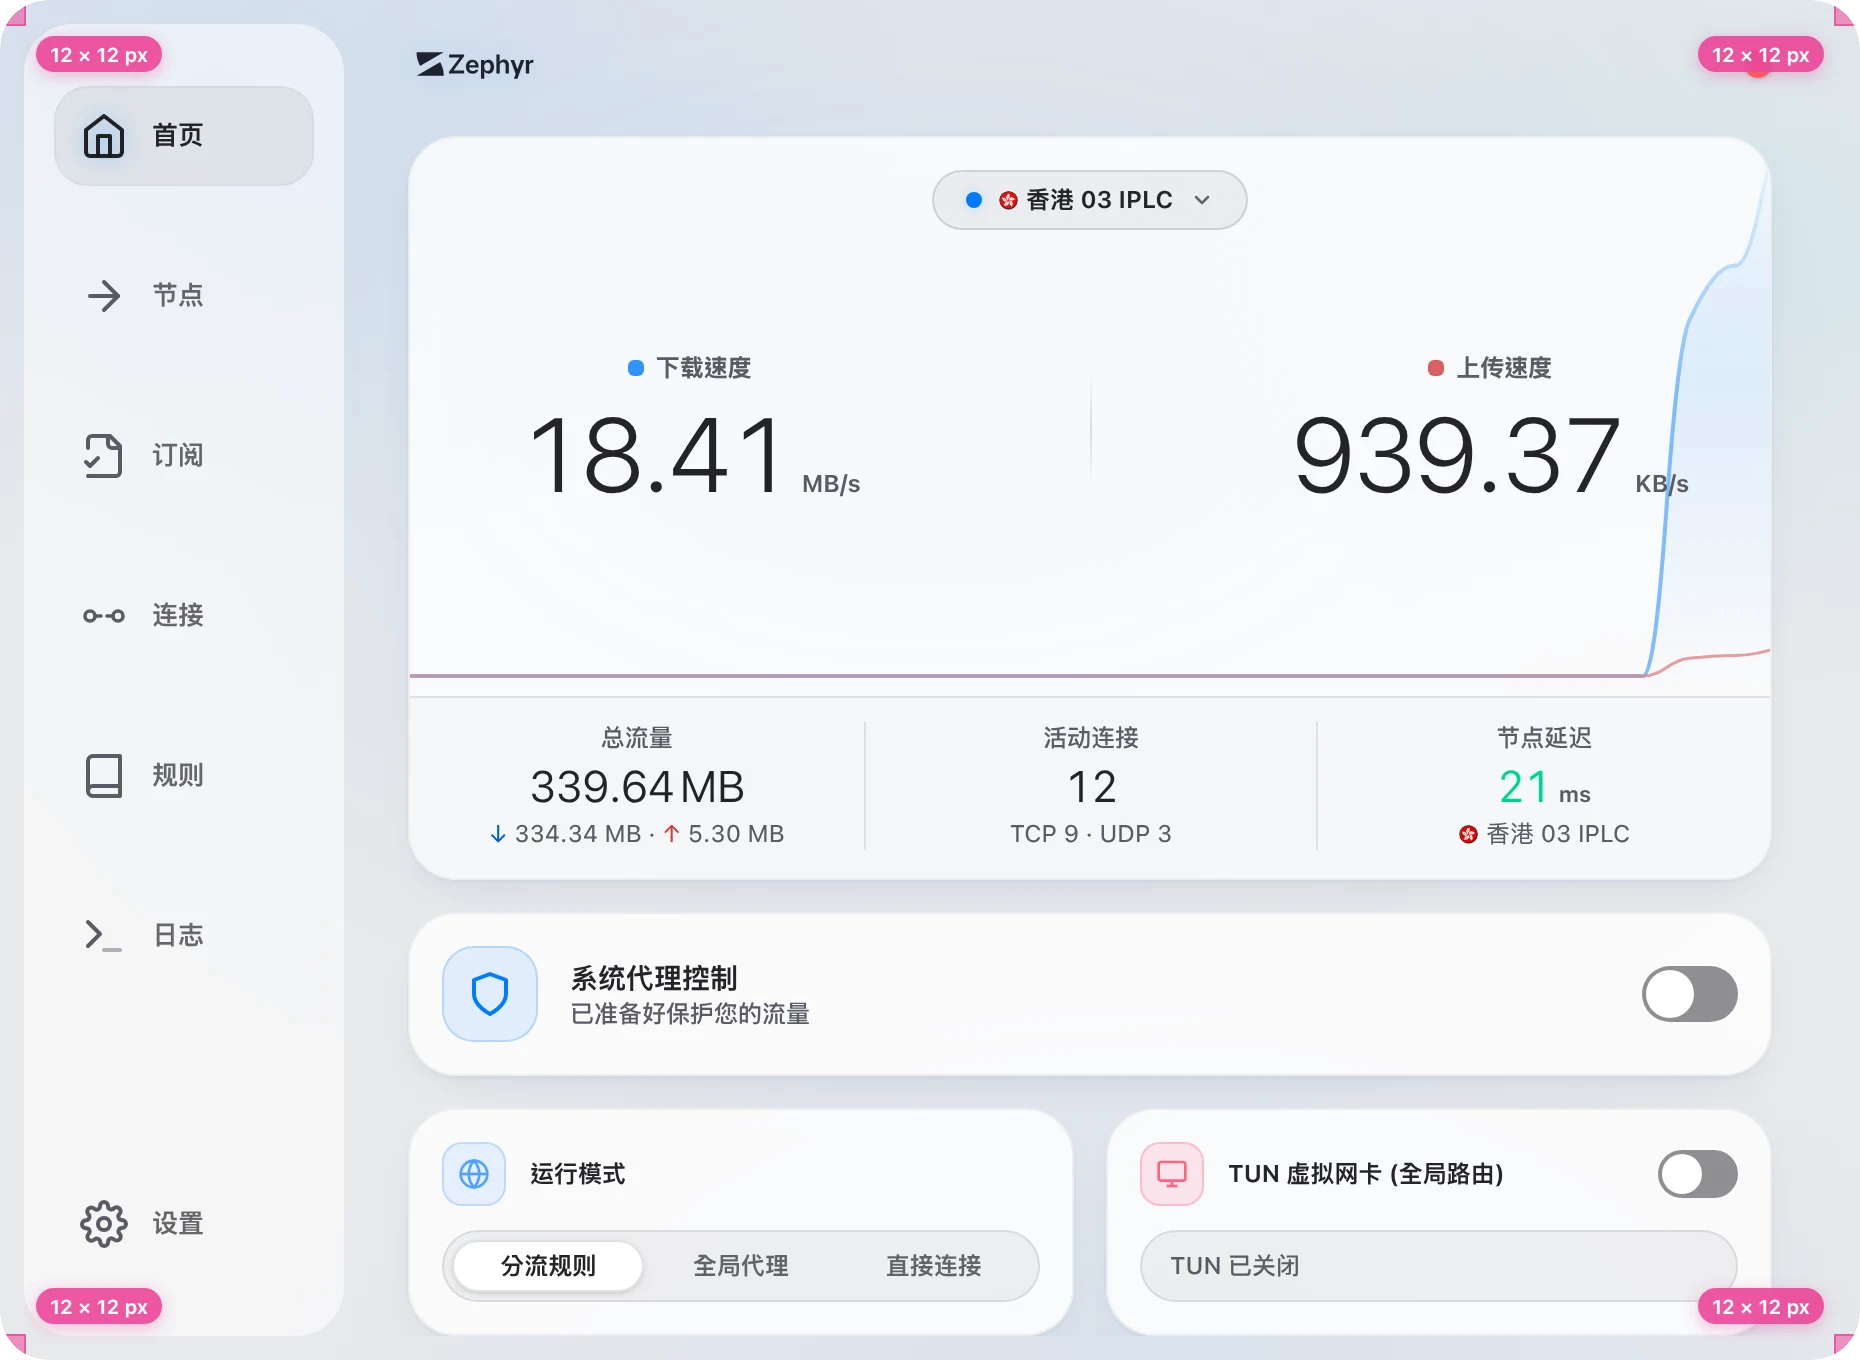 12 × 12 px
12 × 12 px
Zephyr
首页
节点
订阅
连接
规则
日志
设置
香港 03 IPLC
下载速度
18.41 MB/s
上传速度
939.37 KB/s
总流量
339.64 MB
↓ 334.34 MB · ↑ 5.30 MB
活动连接
12
TCP 9 · UDP 3
节点延迟
21 ms
香港 03 IPLC
系统代理控制
已准备好保护您的流量
运行模式
分流规则 全局代理 直接连接
TUN 虚拟网卡 (全局路由)
TUN 已关闭
12 × 12 px
12 × 12 px